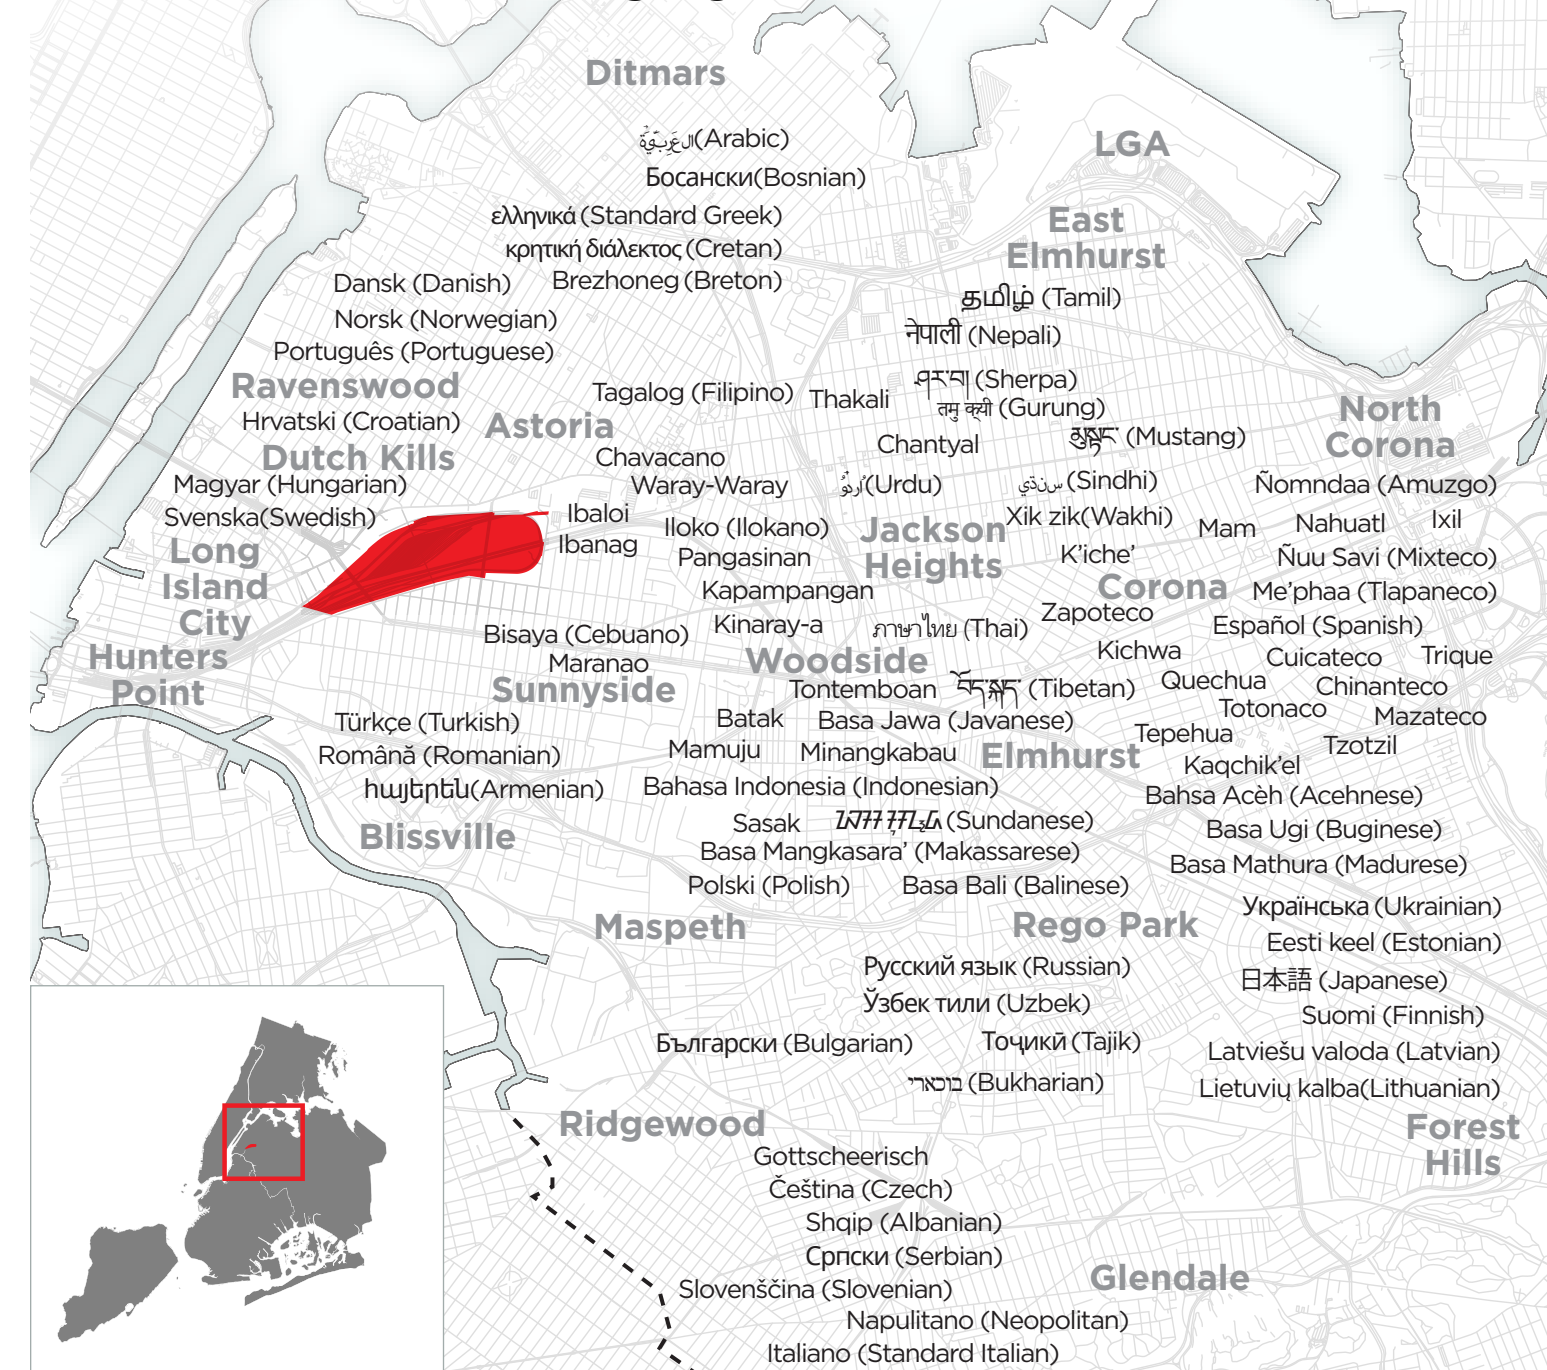 Ditmars
العَرَبِيَّة(Arabic)
LGA
Босански(Bosnian)
ελληνικά (Standard Greek)
East
Elmhurst
κρητική διάλεκτος (Cretan)
Dansk (Danish)
Brezhoneg (Breton)
தமிழ் (Tamil)
Norsk (Norwegian)
नेपाली (Nepali)
Português (Portuguese)
Ravenswood
Tagalog (Filipino)
Thakali
ཤར་པ། (Sherpa)
तमु क्यी (Gurung)
North
Corona
Hrvatski (Croatian)
Astoria
Chantyal
མུསྟང་ (Mustang)
Dutch Kills
Chavacano
Magyar (Hungarian)
Waray-Waray
اُردُو(Urdu)
سنڌي(Sindhi)
Ñomndaa (Amuzgo)
Svenska(Swedish)
Ibaloi
Iloko (Ilokano)
Jackson
Heights
Xik zik(Wakhi)
Mam
Nahuatl
Ixil
Long
Island
City
Ibanag
Pangasinan
K'iche'
Ñuu Savi (Mixteco)
Kapampangan
Corona
Me'phaa (Tlapaneco)
Zapoteco
Bisaya (Cebuano)
Kinaray-a
ภาษาไทย (Thai)
Español (Spanish)
Hunters
Point
Maranao
Woodside
Kichwa
Cuicateco
Trique
Sunnyside
Tontemboan
བོད་སྐད་ (Tibetan)
Quechua
Chinanteco
Türkçe (Turkish)
Batak
Basa Jawa (Javanese)
Totonaco
Mazateco
Română (Romanian)
Mamuju
Minangkabau
Elmhurst
Tepehua
Tzotzil
Kaqchik'el
հայերեն(Armenian)
Bahasa Indonesia (Indonesian)
Bahsa Acèh (Acehnese)
Blissville
Sasak
(Sundanese)
Basa Ugi (Buginese)
Basa Mangkasara' (Makassarese)
Basa Mathura (Madurese)
Polski (Polish)
Basa Bali (Balinese)
Maspeth
Rego Park
Українська (Ukrainian)
Eesti keel (Estonian)
Русский язык (Russian)
日本語 (Japanese)
Ўзбек тили (Uzbek)
Suomi (Finnish)
Български (Bulgarian)
Тоҷикӣ (Tajik)
Latviešu valoda (Latvian)
בוכארי (Bukharian)
Lietuvių kalba(Lithuanian)
Ridgewood
Forest
Hills
Gottscheerisch
Čeština (Czech)
Shqip (Albanian)
Српски (Serbian)
Glendale
Slovenščina (Slovenian)
Napulitano (Neopolitan)
Italiano (Standard Italian)